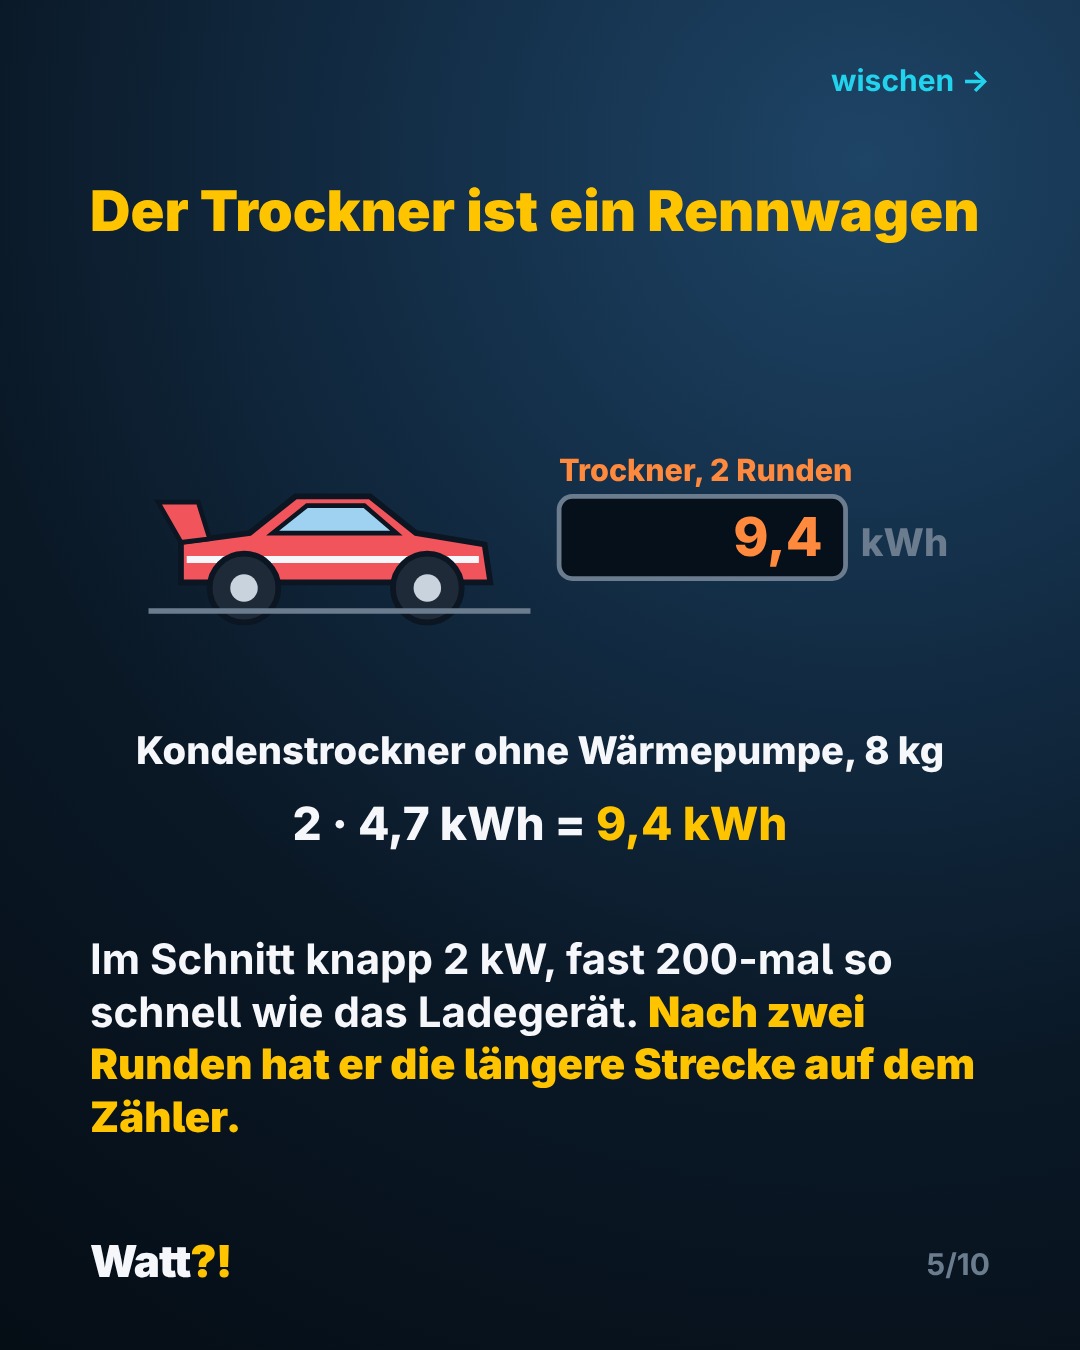 wischen →
Der Trockner ist ein Rennwagen
Trockner, 2 Runden
9,4 kWh
Kondenstrockner ohne Wärmepumpe, 8 kg
2 · 4,7 kWh = 9,4 kWh
Im Schnitt knapp 2 kW, fast 200-mal so
schnell wie das Ladegerät. Nach zwei
Runden hat er die längere Strecke auf dem
Zähler.
Watt?!
5/10